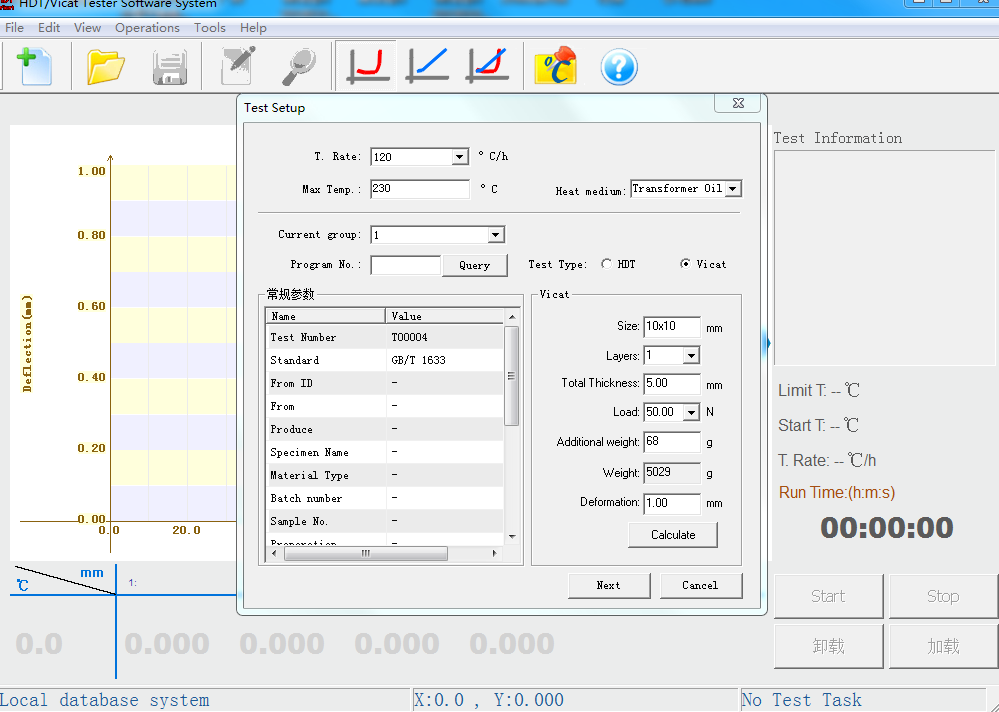 HDT/Vicat Tester Software System
File Edit View Operations Tools Help
℃
?
Test Setup
T. Rate: 120 ° C/h
Max Temp.: 230 ° C
Heat medium: Transformer Oil
Current group: 1
Program No.: Query
Test Type: HDT Vicat
常规参数
Name Value
Test Number T00004
Standard GB/T 1633
From ID -
From -
Produce -
Specimen Name -
Material Type -
Batch number -
Sample No. -
Preparation -
Vicat
Size: 10x10 mm
Layers: 1
Total Thickness: 5.00 mm
Load: 50.00 N
Additional weight: 68 g
Weight: 5029 g
Deformation: 1.00 mm
Calculate
Next Cancel
Deflection(mm)
1.00
0.80
0.60
0.40
0.20
0.00
0.0 20.0
mm
℃
1:
0.0 0.000 0.000 0.000 0.000
Test Information
Limit T: -- ℃
Start T: -- ℃
T. Rate: -- ℃/h
Run Time:(h:m:s)
00:00:00
Start Stop
卸载 加载
Local database system X:0.0 , Y:0.000 No Test Task